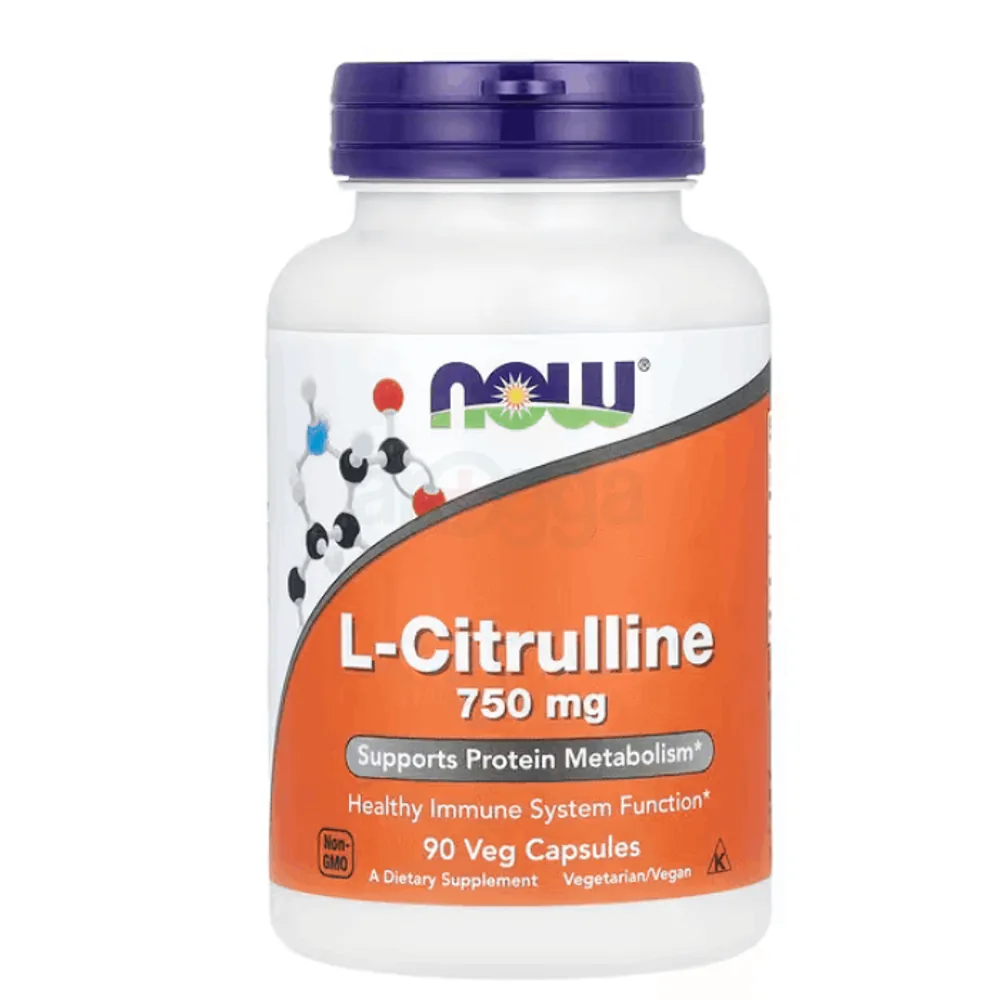 NOW®
arogga
L-Citrulline
750 mg
Supports Protein Metabolism*
Healthy Immune System Function*
Non-
GMO
90 Veg Capsules
A Dietary Supplement Vegetarian/Vegan
K